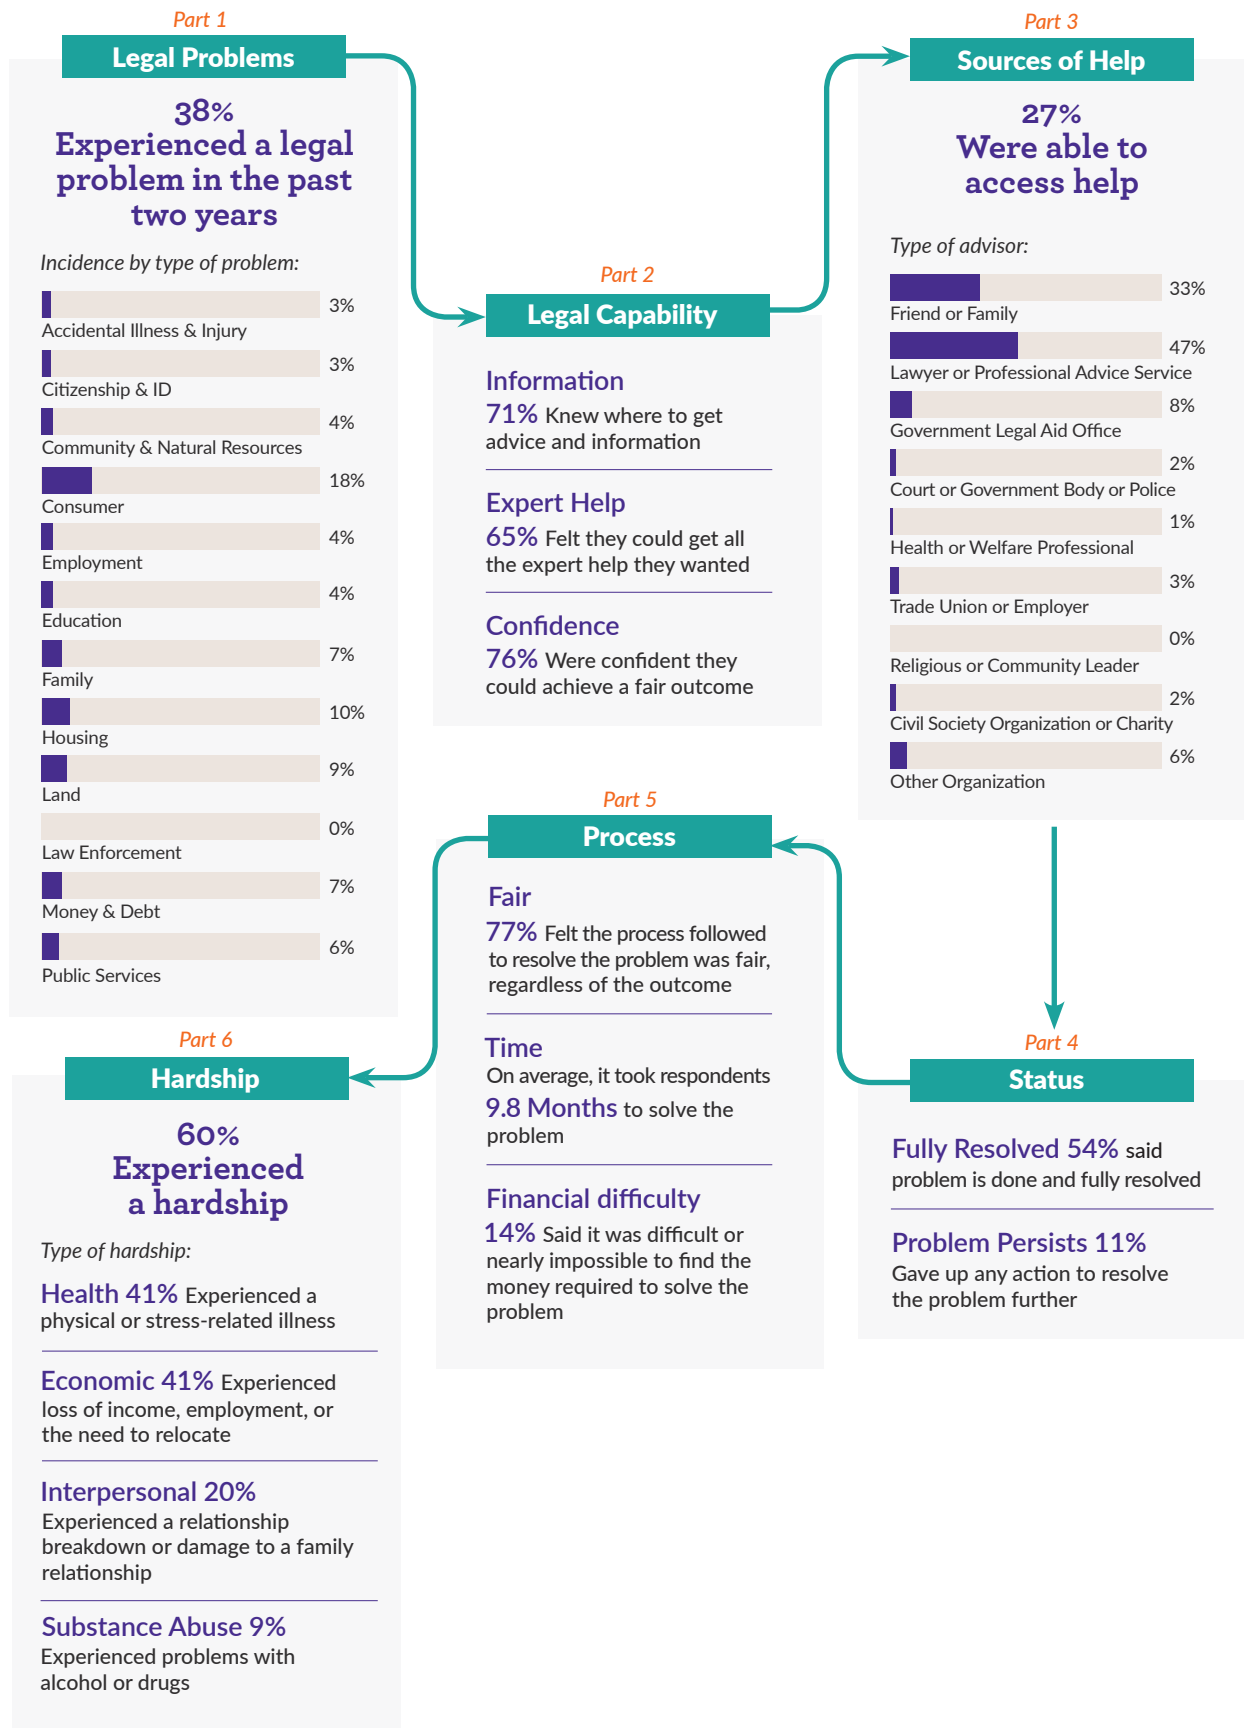 Part 1
Legal Problems
38%
Experienced a legal
problem in the past
two years
Incidence by type of problem:
3%
Accidental Illness & Injury
3%
Citizenship & ID
4%
Community & Natural Resources
18%
Consumer
4%
Employment
4%
Education
7%
Family
10%
Housing
9%
Land
0%
Law Enforcement
7%
Money & Debt
6%
Public Services
Part 2
Legal Capability
Information
71% Knew where to get
advice and information
Expert Help
65% Felt they could get all
the expert help they wanted
Confidence
76% Were confident they
could achieve a fair outcome
Part 3
Sources of Help
27%
Were able to
access help
Type of advisor:
33%
Friend or Family
47%
Lawyer or Professional Advice Service
8%
Government Legal Aid Office
2%
Court or Government Body or Police
1%
Health or Welfare Professional
3%
Trade Union or Employer
0%
Religious or Community Leader
2%
Civil Society Organization or Charity
6%
Other Organization
Part 4
Status
Fully Resolved 54% said
problem is done and fully resolved
Problem Persists 11%
Gave up any action to resolve
the problem further
Part 5
Process
Fair
77% Felt the process followed
to resolve the problem was fair,
regardless of the outcome
Time
On average, it took respondents
9.8 Months to solve the
problem
Financial difficulty
14% Said it was difficult or
nearly impossible to find the
money required to solve the
problem
Part 6
Hardship
60%
Experienced
a hardship
Type of hardship:
Health 41% Experienced a
physical or stress-related illness
Economic 41% Experienced
loss of income, employment, or
the need to relocate
Interpersonal 20%
Experienced a relationship
breakdown or damage to a family
relationship
Substance Abuse 9%
Experienced problems with
alcohol or drugs